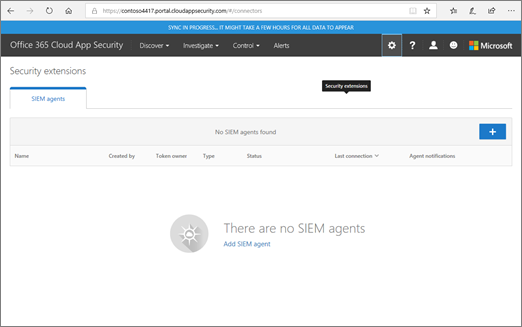 https://contoso4417.portal.cloudappsecurity.com/#/connectors
SYNC IN PROGRESS... IT MIGHT TAKE A FEW HOURS FOR ALL DATA TO APPEAR
Office 365 Cloud App Security Discover Investigate Control Alerts ? Microsoft
Security extensions
Security extensions
SIEM agents
No SIEM agents found +
Name Created by Token owner Type Status Last connection Agent notifications
There are no SIEM agents
Add SIEM agent